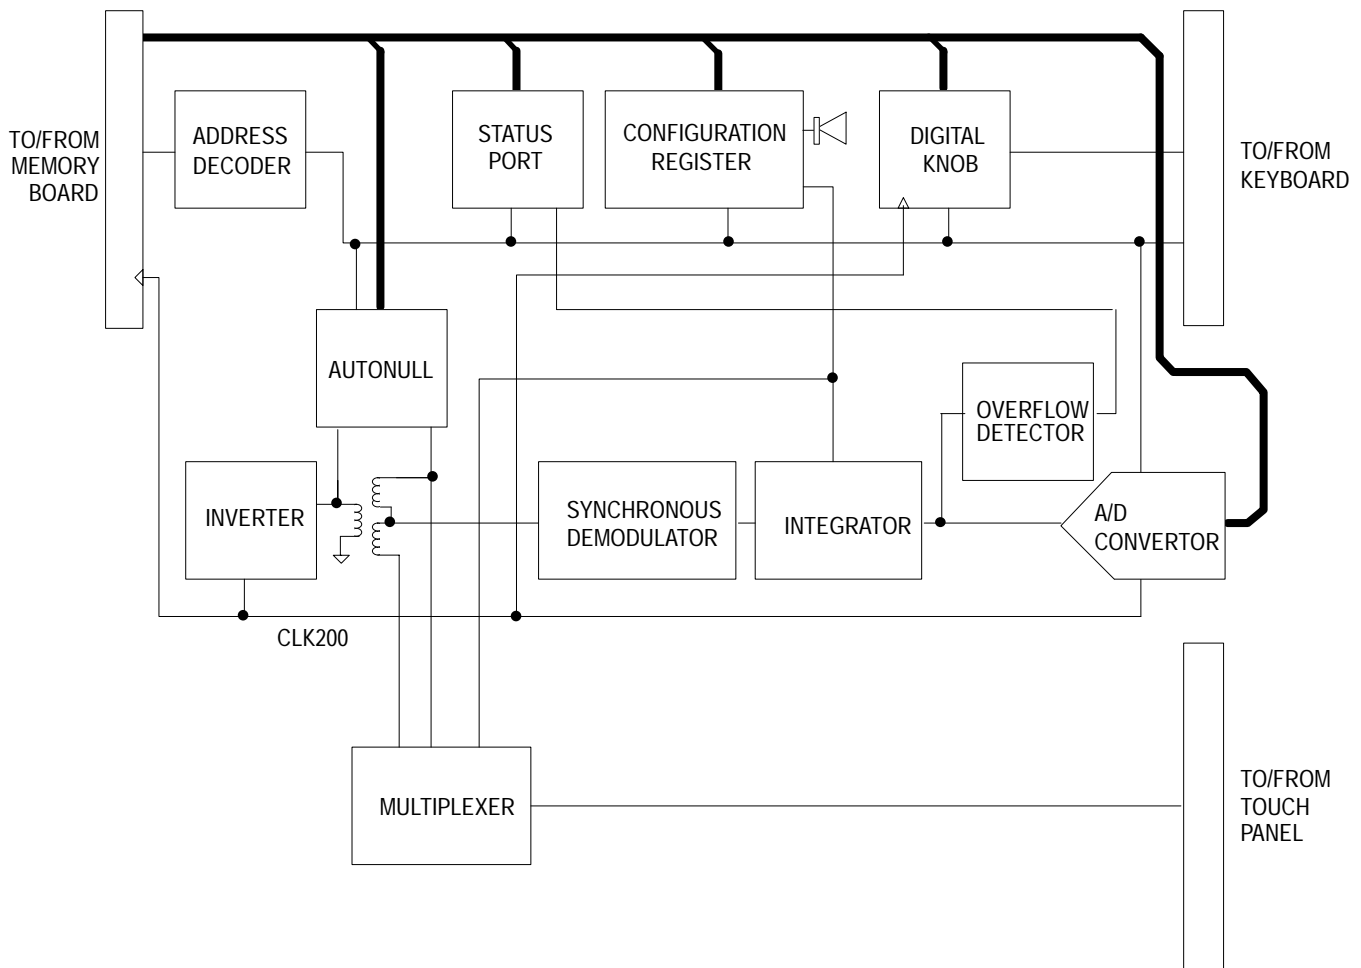 TO/FROM
MEMORY
BOARD
ADDRESS
DECODER
STATUS
PORT
CONFIGURATION
REGISTER
DIGITAL
KNOB
TO/FROM
KEYBOARD
AUTONULL
OVERFLOW
DETECTOR
INVERTER
SYNCHRONOUS
DEMODULATOR
INTEGRATOR
A/D
CONVERTOR
CLK200
MULTIPLEXER
TO/FROM
TOUCH
PANEL